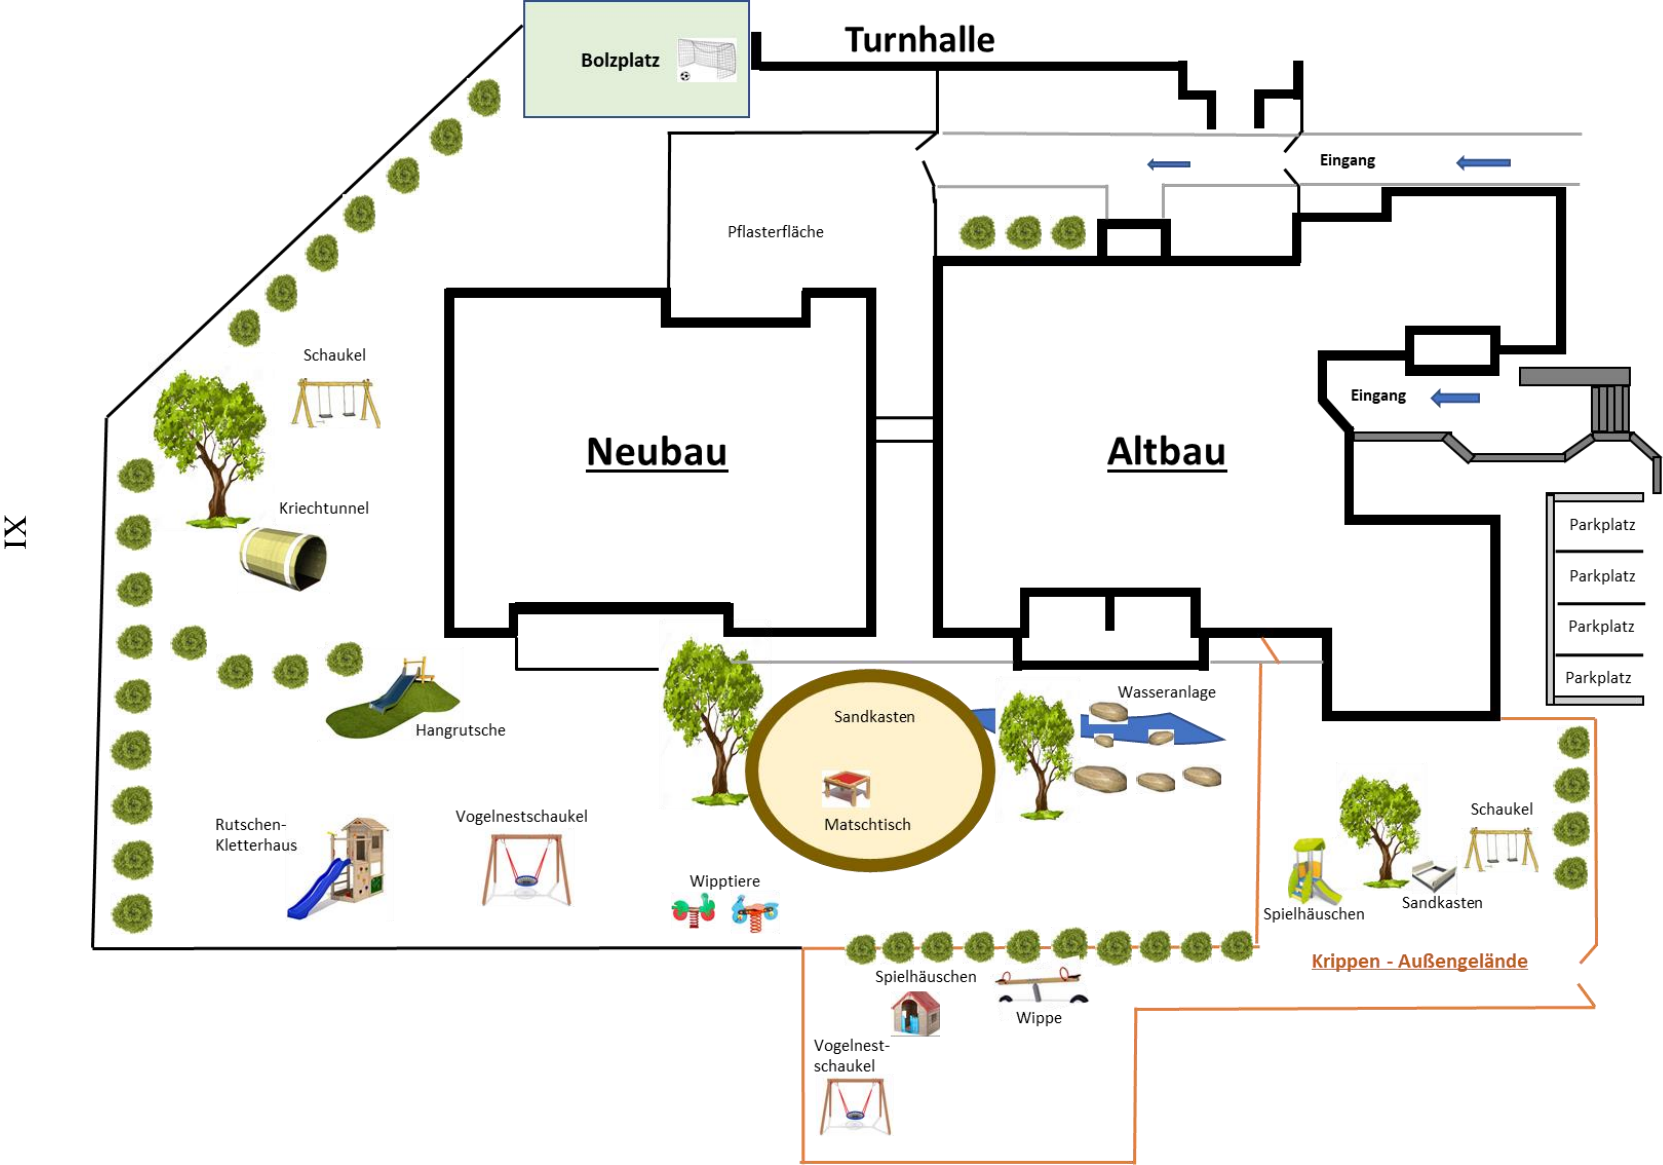 Turnhalle
Bolzplatz
Eingang
Pflasterfläche
Schaukel
Eingang
Neubau
Altbau
Kriechtunnel
IX
Parkplatz
Parkplatz
Parkplatz
Parkplatz
Wasseranlage
Sandkasten
Hangrutsche
Matschtisch
Vogelnestschaukel
Rutschen-
Kletterhaus
Schaukel
Wipptiere
Sandkasten
Spielhäuschen
Krippen - Außengelände
Spielhäuschen
Wippe
Vogelnest-
schaukel